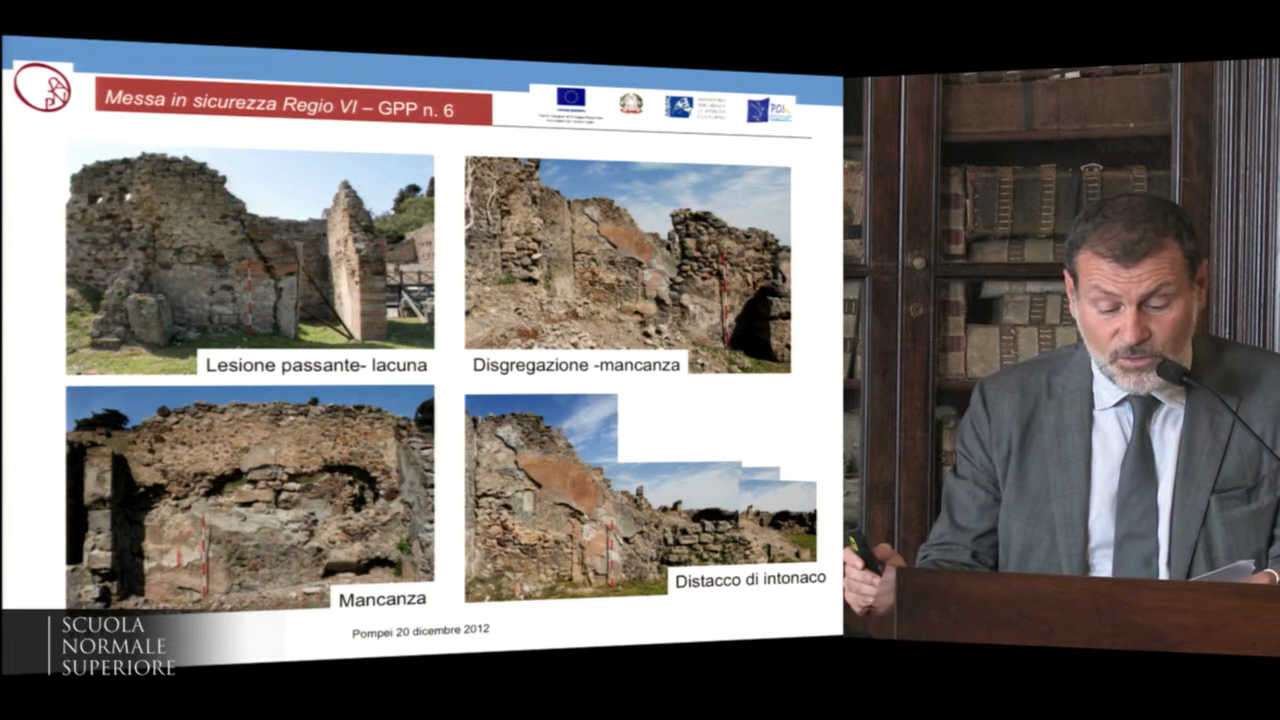 Messa in sicurezza Regio VI – GPP n. 6
Lesione passante- lacuna
Disgregazione -mancanza
Mancanza
Distacco di intonaco
Pompei 20 dicembre 2012
SCUOLA
NORMALE
SUPERIORE